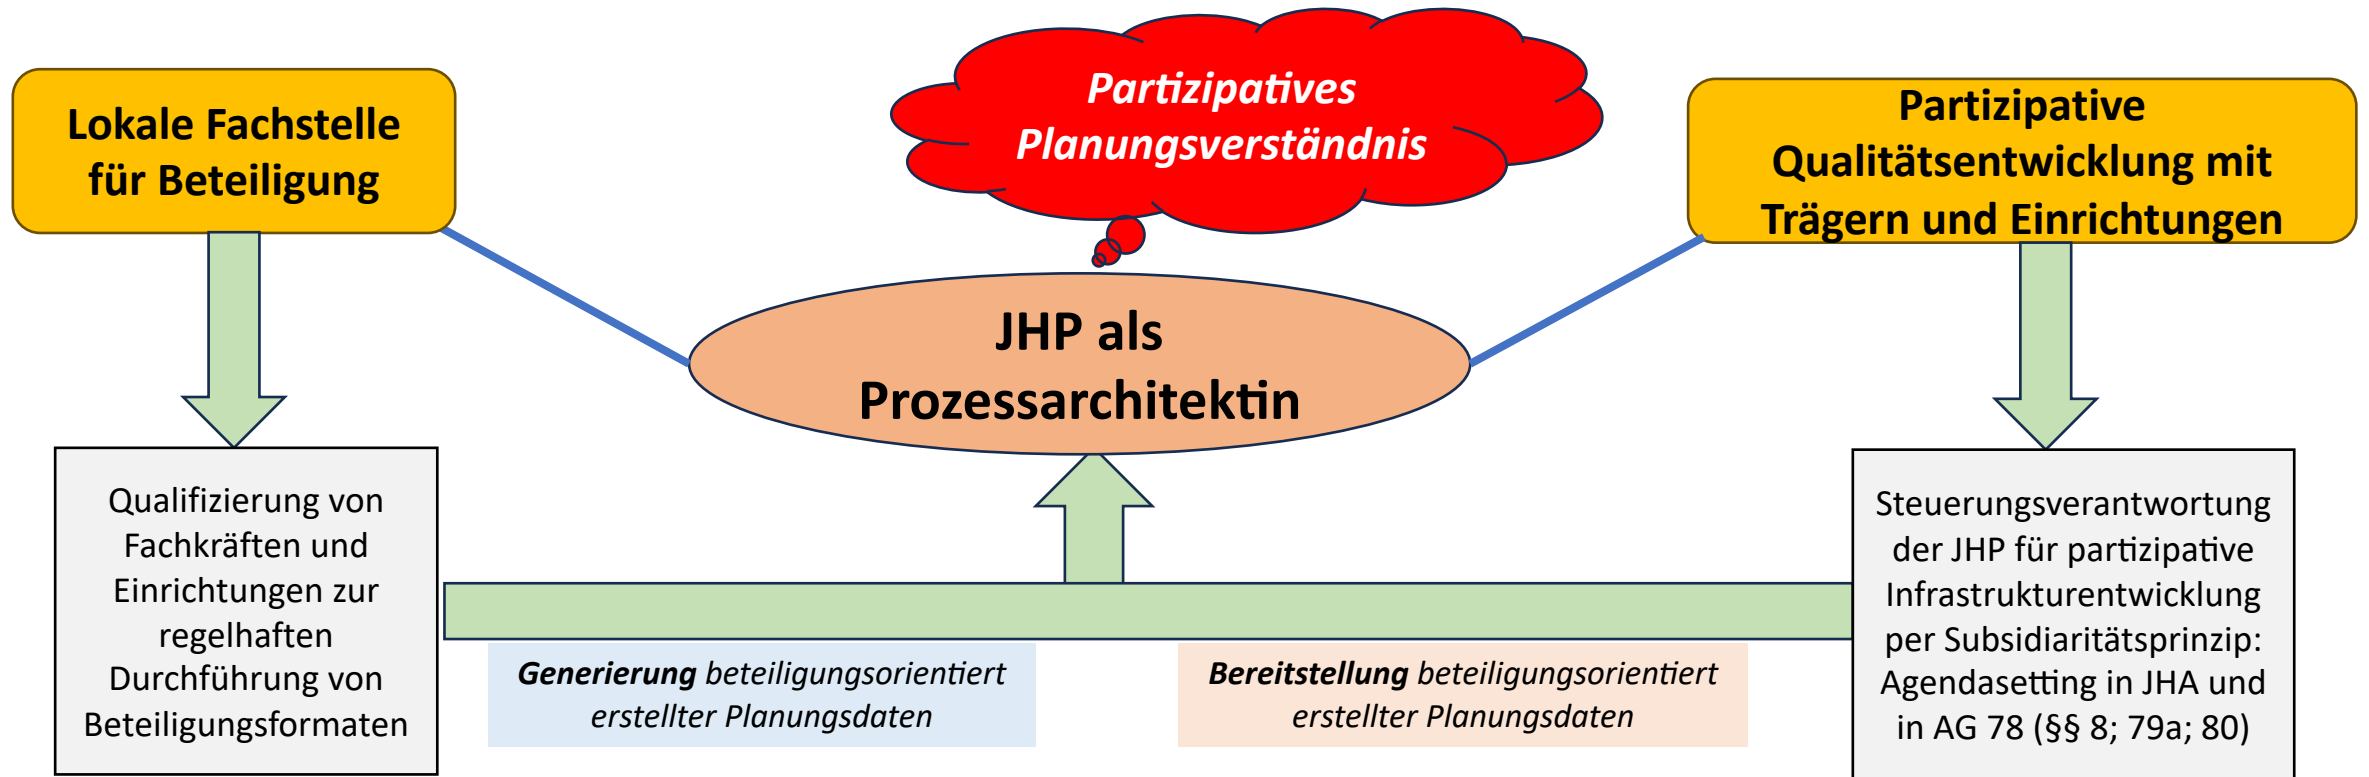 Partizipatives
Planungsverständnis
Lokale Fachstelle
für Beteiligung
Partizipative
Qualitätsentwicklung mit
Trägern und Einrichtungen
JHP als
Prozessarchitektin
Qualifizierung von
Fachkräften und
Einrichtungen zur
regelhaften
Durchführung von
Beteiligungsformaten
Generierung beteiligungsorientiert
erstellter Planungsdaten
Bereitstellung beteiligungsorientiert
erstellter Planungsdaten
Steuerungsverantwortung
der JHP für partizipative
Infrastrukturentwicklung
per Subsidiaritätsprinzip:
Agendasetting in JHA und
in AG 78 (§§ 8; 79a; 80)